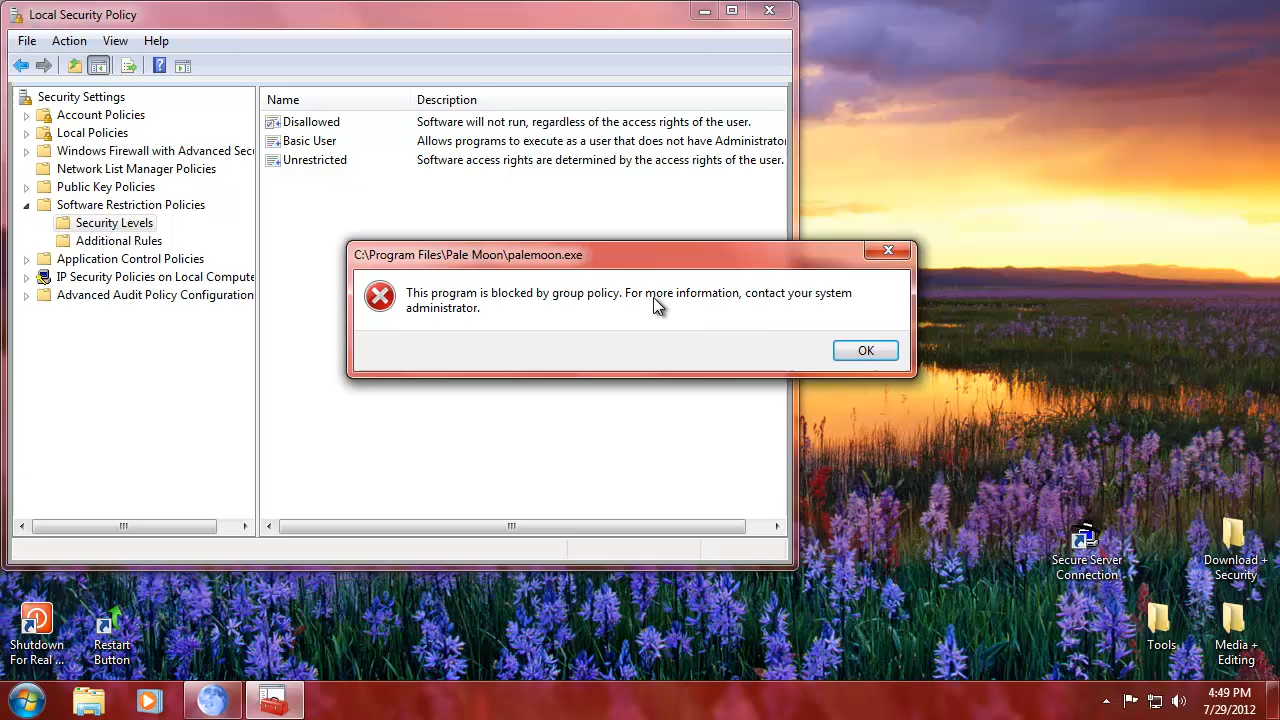 Local Security Policy
File Action View Help
Security Settings
Account Policies
Local Policies
Windows Firewall with Advanced Secu
Network List Manager Policies
Public Key Policies
Software Restriction Policies
Security Levels
Additional Rules
Application Control Policies
IP Security Policies on Local Compute
Advanced Audit Policy Configuration
Name Description
Disallowed Software will not run, regardless of the access rights of the user.
Basic User Allows programs to execute as a user that does not have Administrator
Unrestricted Software access rights are determined by the access rights of the user.
C:\Program Files\Pale Moon\palemoon.exe
This program is blocked by group policy. For more information, contact your system
administrator.
OK
Secure Server
Connection
Download +
Security
Shutdown
For Real ...
Restart
Button
Tools
Media +
Editing
4:49 PM
7/29/2012